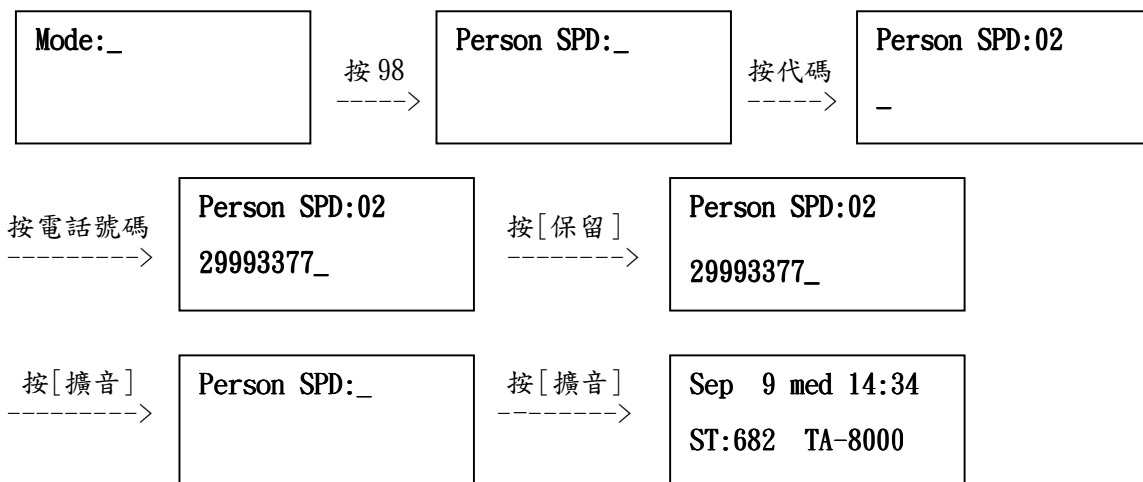 Mode:_
按 98
----->
Person SPD:_
按代碼
----->
Person SPD:02
_
按電話號碼
--------->
Person SPD:02
29993377_
按[保留]
-------->
Person SPD:02
29993377_
按[擴音]
--------->
Person SPD:_
按[擴音]
-------->
Sep 9 med 14:34
ST:682 TA-8000